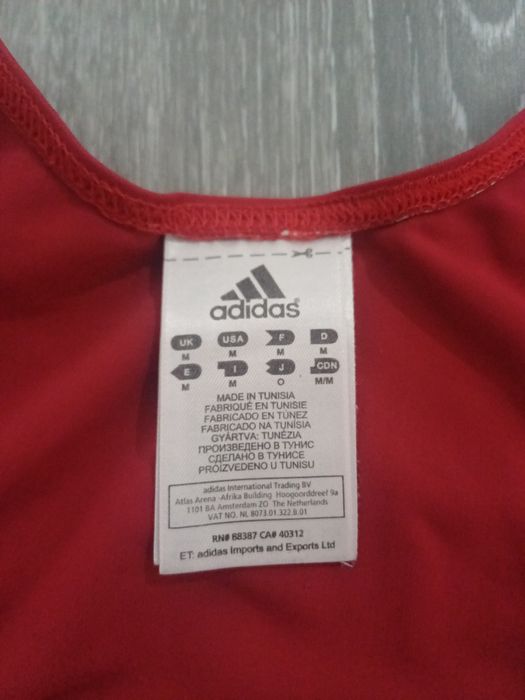 adidas
UK USA F D
M M M M
E I J CDN
M M O M/M
MADE IN TUNISIA
FABRIQUÉ EN TUNISIE
FABRICADO EN TÚNEZ
FABRICADO NA TUNÍSIA
GYÁRTVA: TUNÉZIA
ПРОИЗВЕДЕНО В ТУНИС
СДЕЛАНО В ТУНИСЕ
PROIZVEDENO U TUNISU
adidas International Trading BV
Atlas Arena -Afrika Building Hoogoorddreef 9a
1101 BA Amsterdam ZO The Netherlands
VAT NO. NL 8073.01.322.B.01
RN# 88387 CA# 40312
ET: adidas Imports and Exports Ltd